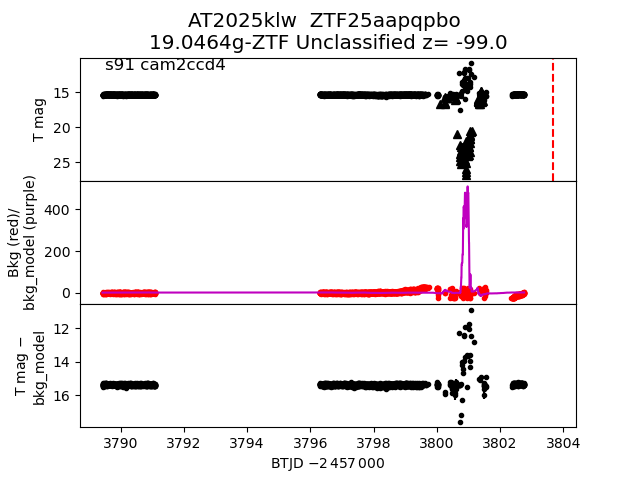 AT2025klw  ZTF25aapqpbo
19.0464g-ZTF Unclassified z= -99.0
s91 cam2ccd4
T mag
15
20
25
Bkg (red)/
bkg_model (purple)
400
200
0
T mag −
bkg_model
12
14
16
3790 3792 3794 3796 3798 3800 3802 3804
BTJD −2 457 000